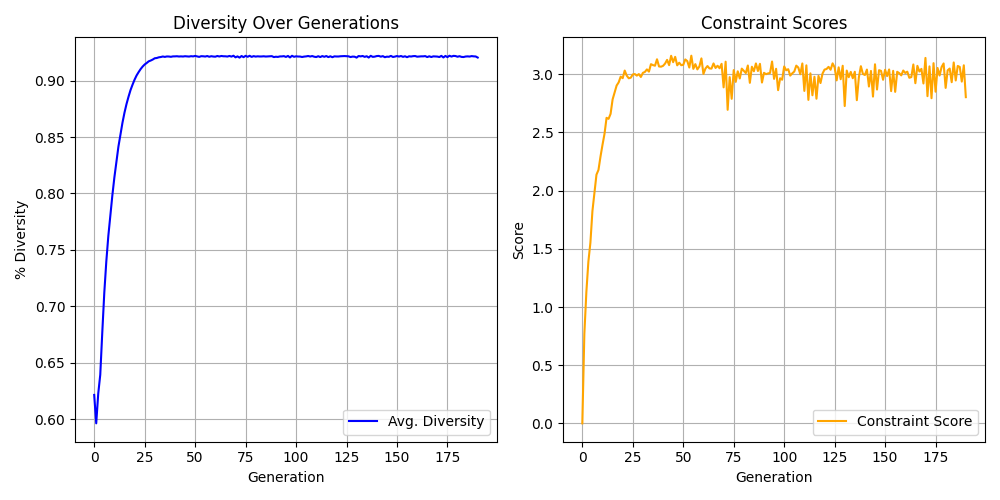 Diversity Over Generations
% Diversity
0.90
0.85
0.80
0.75
0.70
0.65
0.60
0 25 50 75 100 125 150 175
Generation
Avg. Diversity
Constraint Scores
Score
3.0
2.5
2.0
1.5
1.0
0.5
0.0
0 25 50 75 100 125 150 175
Generation
Constraint Score